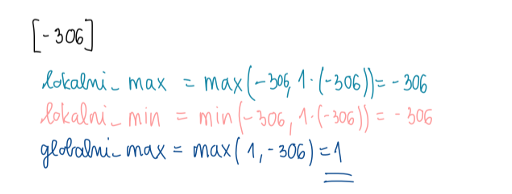 [-306]
lokalni_max = max(-306, 1·(-306)) = -306
lokalni_min = min(-306, 1·(-306)) = -306
globalni_max = max(1, -306) = 1